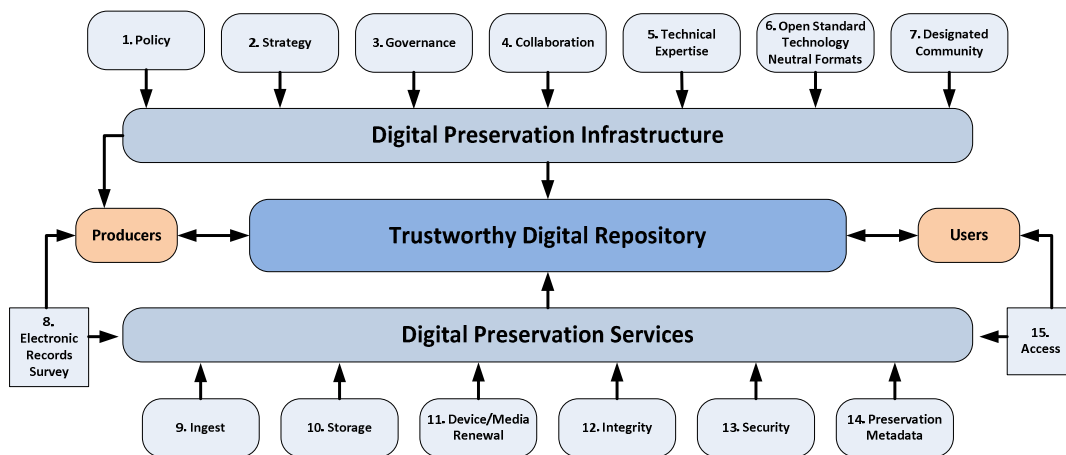 1. Policy
2. Strategy
3. Governance
4. Collaboration
5. Technical
Expertise
6. Open Standard
Technology
Neutral Formats
7. Designated
Community
Digital Preservation Infrastructure
Producers
Trustworthy Digital Repository
Users
8.
Electronic
Records
Survey
Digital Preservation Services
15.
Access
9. Ingest
10. Storage
11. Device/Media
Renewal
12. Integrity
13. Security
14. Preservation
Metadata